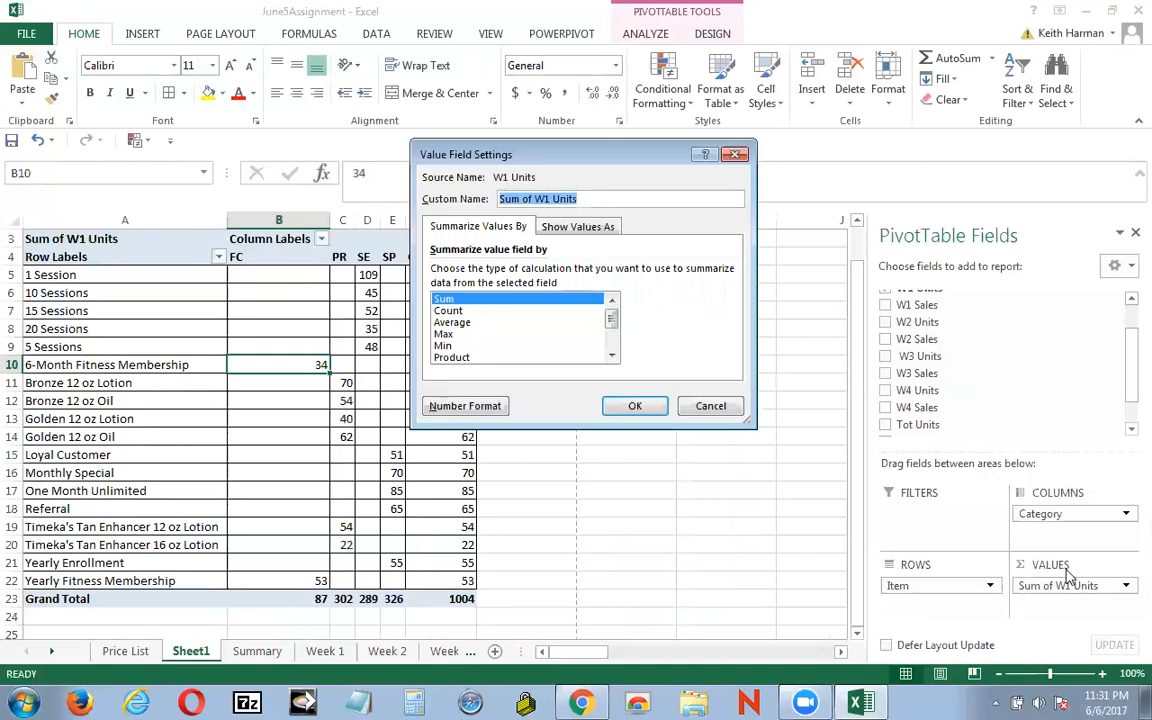 June5Assignment - Excel
PIVOTTABLE TOOLS
FILE HOME INSERT PAGE LAYOUT FORMULAS DATA REVIEW VIEW POWERPIVOT ANALYZE DESIGN
Keith Harman
Paste
Calibri 11
Wrap Text
Merge & Center
General
Conditional Formatting
Format as Table
Cell Styles
Insert
Delete
Format
AutoSum
Fill
Clear
Sort & Filter
Find & Select
Clipboard Font Alignment Number Styles Cells Editing
B10 34
A B C D E J
3 Sum of W1 Units Column Labels
4 Row Labels FC PR SE SP
5 1 Session 109
6 10 Sessions 45
7 15 Sessions 52
8 20 Sessions 35
9 5 Sessions 48
10 6-Month Fitness Membership 34
11 Bronze 12 oz Lotion 70
12 Bronze 12 oz Oil 54
13 Golden 12 oz Lotion 40
14 Golden 12 oz Oil 62 62
15 Loyal Customer 51 51
16 Monthly Special 70 70
17 One Month Unlimited 85 85
18 Referral 65 65
19 Timeka's Tan Enhancer 12 oz Lotion 54 54
20 Timeka's Tan Enhancer 16 oz Lotion 22 22
21 Yearly Enrollment 55 55
22 Yearly Fitness Membership 53 53
23 Grand Total 87 302 289 326 1004
24
25
Value Field Settings
Source Name: W1 Units
Custom Name: Sum of W1 Units
Summarize Values By Show Values As
Summarize value field by
Choose the type of calculation that you want to use to summarize
data from the selected field
Sum
Count
Average
Max
Min
Product
Number Format OK Cancel
PivotTable Fields
Choose fields to add to report:
W1 Units
W1 Sales
W2 Units
W2 Sales
W3 Units
W3 Sales
W4 Units
W4 Sales
Tot Units
Drag fields between areas below:
FILTERS COLUMNS
Category
ROWS VALUES
Item Sum of W1 Units
Defer Layout Update UPDATE
Price List Sheet1 Summary Week 1 Week 2 Week ...
READY 100%
11:31 PM
6/6/2017